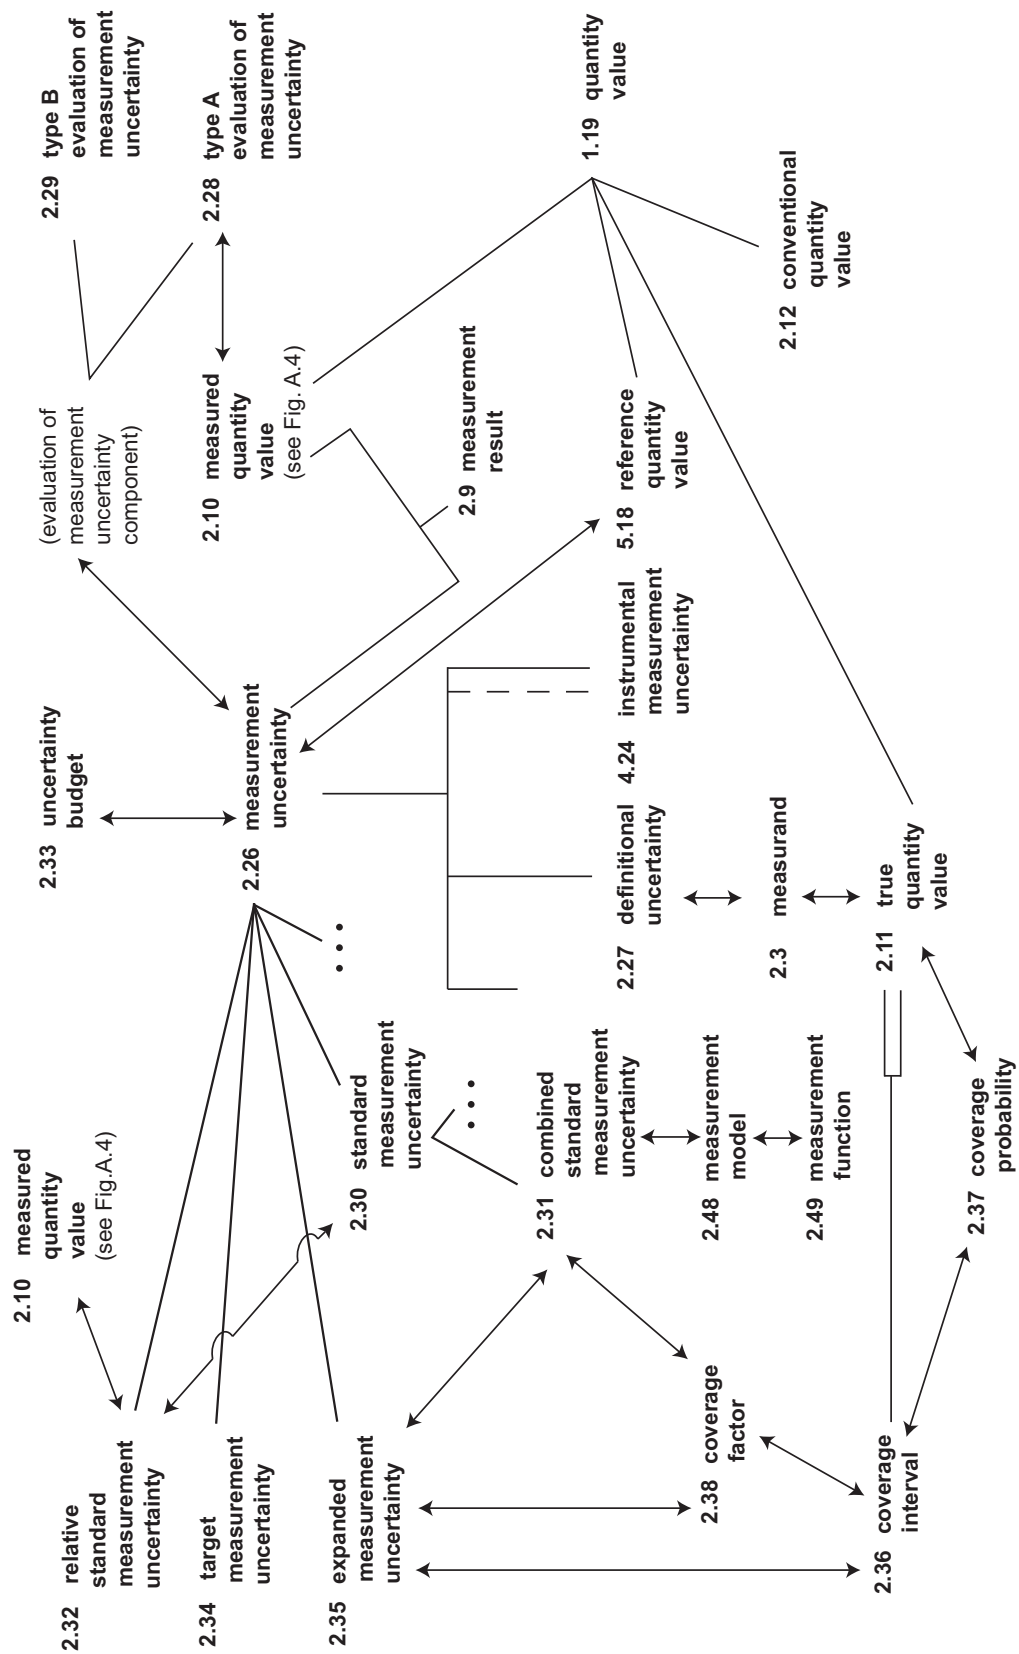 2.10 measured
quantity
value
(see Fig.A.4)
2.33 uncertainty
budget
(evaluation of
measurement
uncertainty
component)
2.29 type B
evaluation of
measurement
uncertainty
2.32 relative
standard
measurement
uncertainty
2.26 measurement
uncertainty
2.10 measured
quantity
value
(see Fig. A.4)
2.28 type A
evaluation of
measurement
uncertainty
2.34 target
measurement
uncertainty
2.35 expanded
measurement
uncertainty
2.30 standard
measurement
uncertainty
2.9 measurement
result
2.31 combined
standard
measurement
uncertainty
2.27 definitional
uncertainty
4.24 instrumental
measurement
uncertainty
5.18 reference
quantity
value
1.19 quantity
value
2.38 coverage
factor
2.48 measurement
model
2.3 measurand
2.12 conventional
quantity
value
2.49 measurement
function
2.36 coverage
interval
2.11 true
quantity
value
2.37 coverage
probability